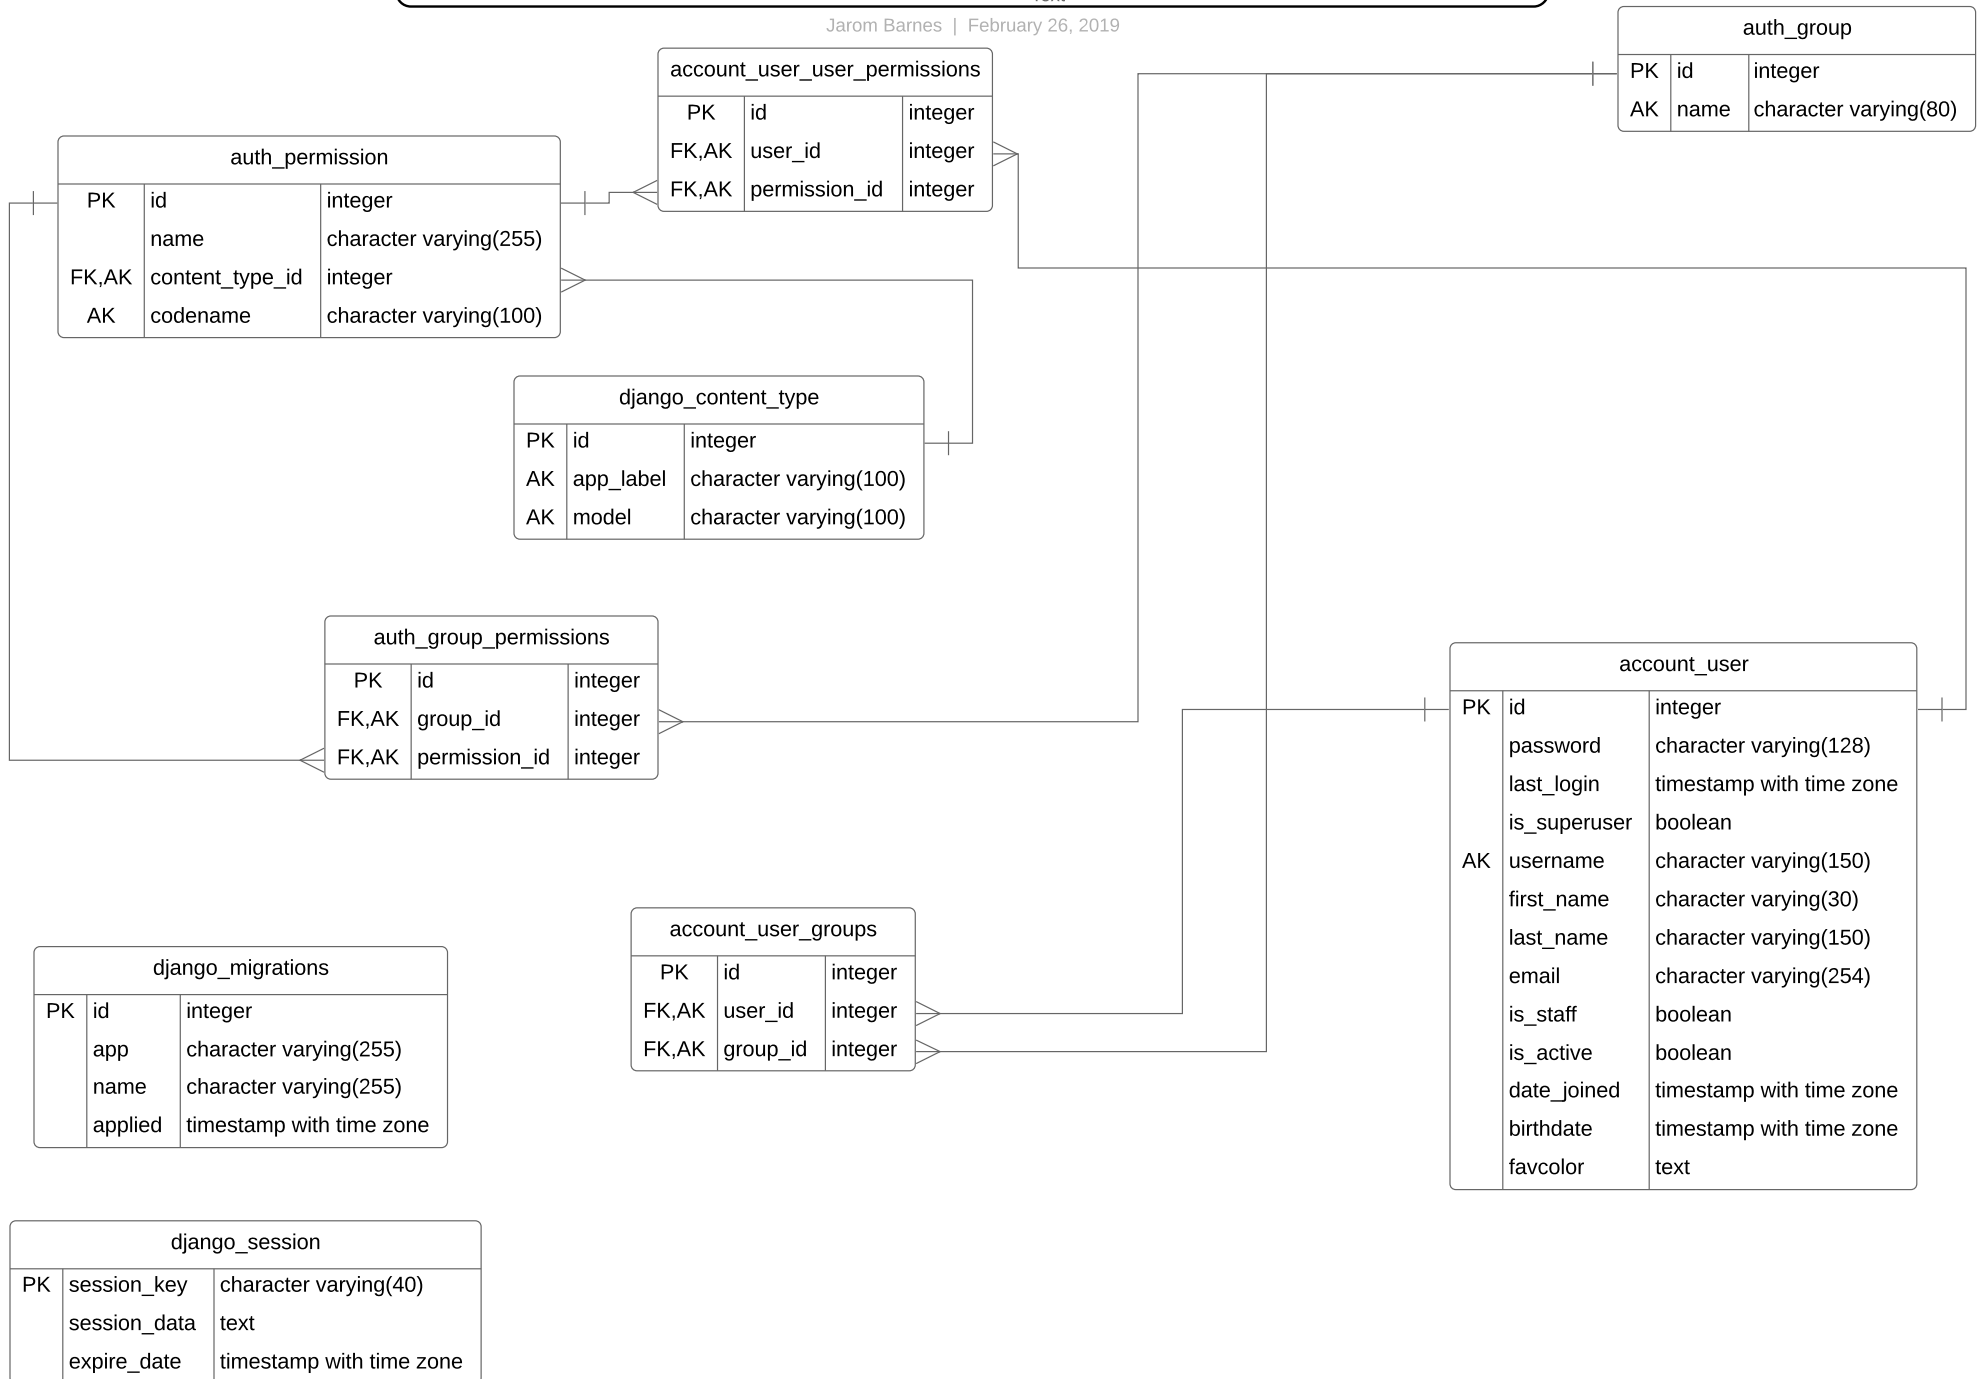 Jarom Barnes | February 26, 2019
auth_group
PK id integer
AK name character varying(80)
account_user_user_permissions
PK id integer
FK,AK user_id integer
FK,AK permission_id integer
auth_permission
PK id integer
name character varying(255)
FK,AK content_type_id integer
AK codename character varying(100)
django_content_type
PK id integer
AK app_label character varying(100)
AK model character varying(100)
auth_group_permissions
PK id integer
FK,AK group_id integer
FK,AK permission_id integer
account_user
PK id integer
password character varying(128)
last_login timestamp with time zone
is_superuser boolean
AK username character varying(150)
first_name character varying(30)
last_name character varying(150)
email character varying(254)
is_staff boolean
is_active boolean
date_joined timestamp with time zone
birthdate timestamp with time zone
favcolor text
account_user_groups
PK id integer
FK,AK user_id integer
FK,AK group_id integer
django_migrations
PK id integer
app character varying(255)
name character varying(255)
applied timestamp with time zone
django_session
PK session_key character varying(40)
session_data text
expire_date timestamp with time zone